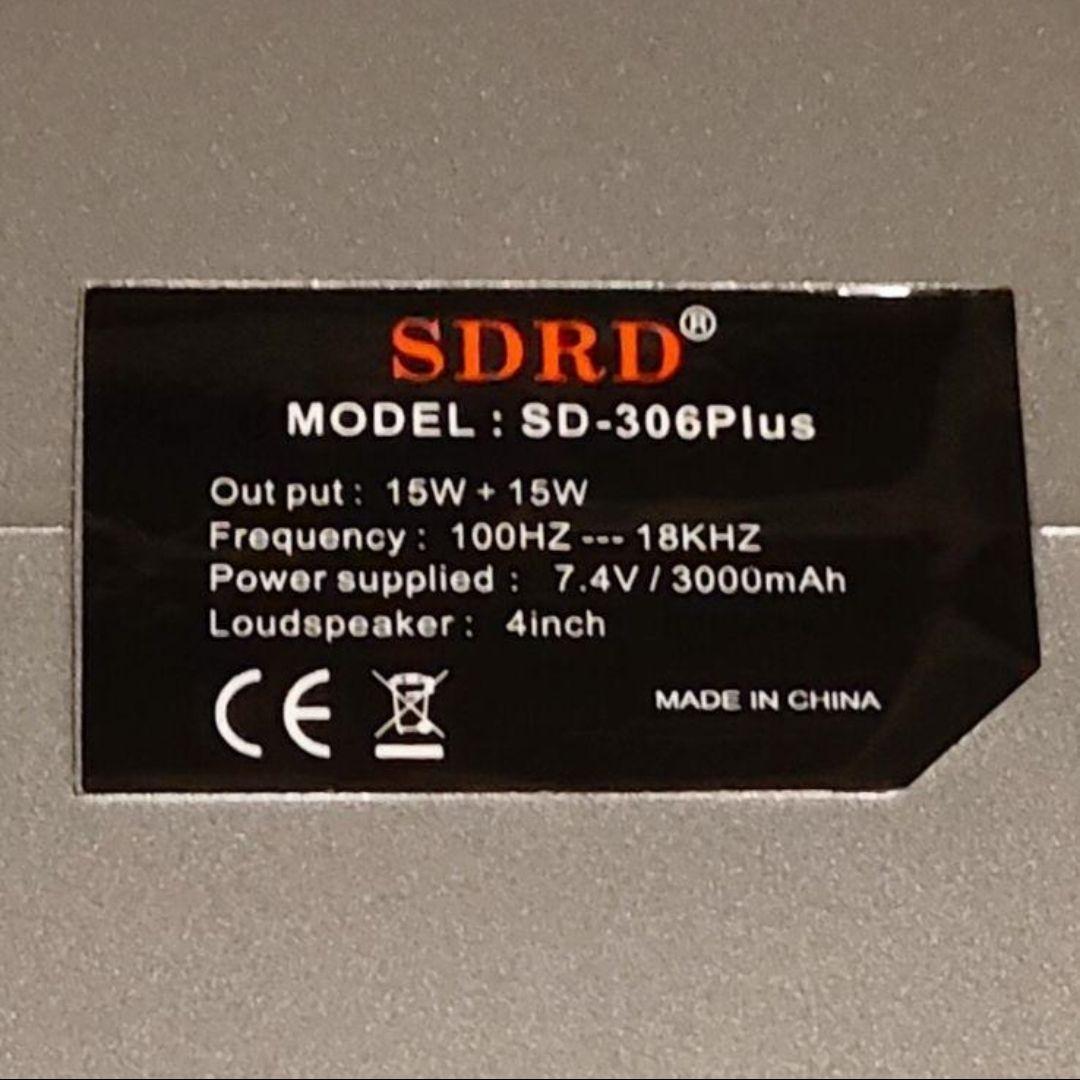 SDRD®
MODEL : SD-306Plus
Out put : 15W + 15W
Frequency : 100HZ --- 18KHZ
Power supplied : 7.4V / 3000mAh
Loudspeaker : 4inch
CE
MADE IN CHINA